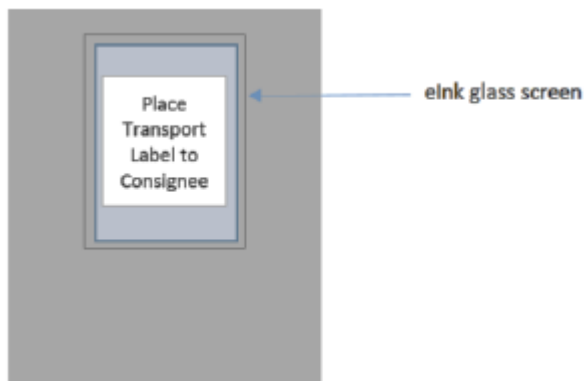 Place
Transport
Label to
Consignee
eInk glass screen